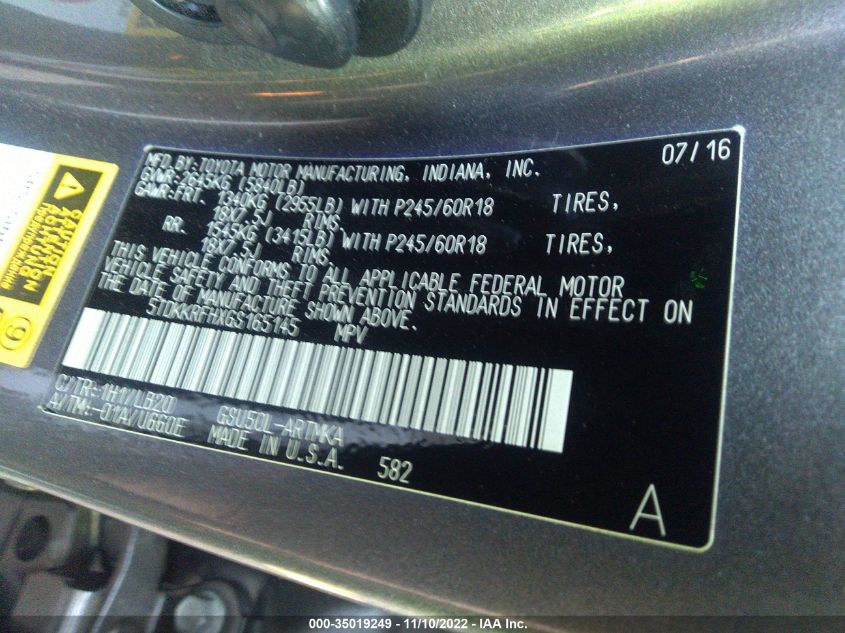 MFD. BY: TOYOTA MOTOR MANUFACTURING, INDIANA, INC. 07/16
GVWR: 2645KG (5840LB)
GAWR: FRT. 1340KG (2955LB) WITH P245/60R18 TIRES,
18X7.5J RIMS,
RR. 1545KG (3415LB) WITH P245/60R18 TIRES,
18X7.5J RIMS.
THIS VEHICLE CONFORMS TO ALL APPLICABLE FEDERAL MOTOR
VEHICLE SAFETY AND THEFT PREVENTION STANDARDS IN EFFECT ON
THE DATE OF MANUFACTURE SHOWN ABOVE.
5TDKKRFHXGS165145 MPV
C/TR: 1H1/LB20 GSU50L-ARTMKA
A/TM: -01A/U660E MADE IN U.S.A. 582
A
CAUTION
000-35019249 - 11/10/2022 - IAA Inc.